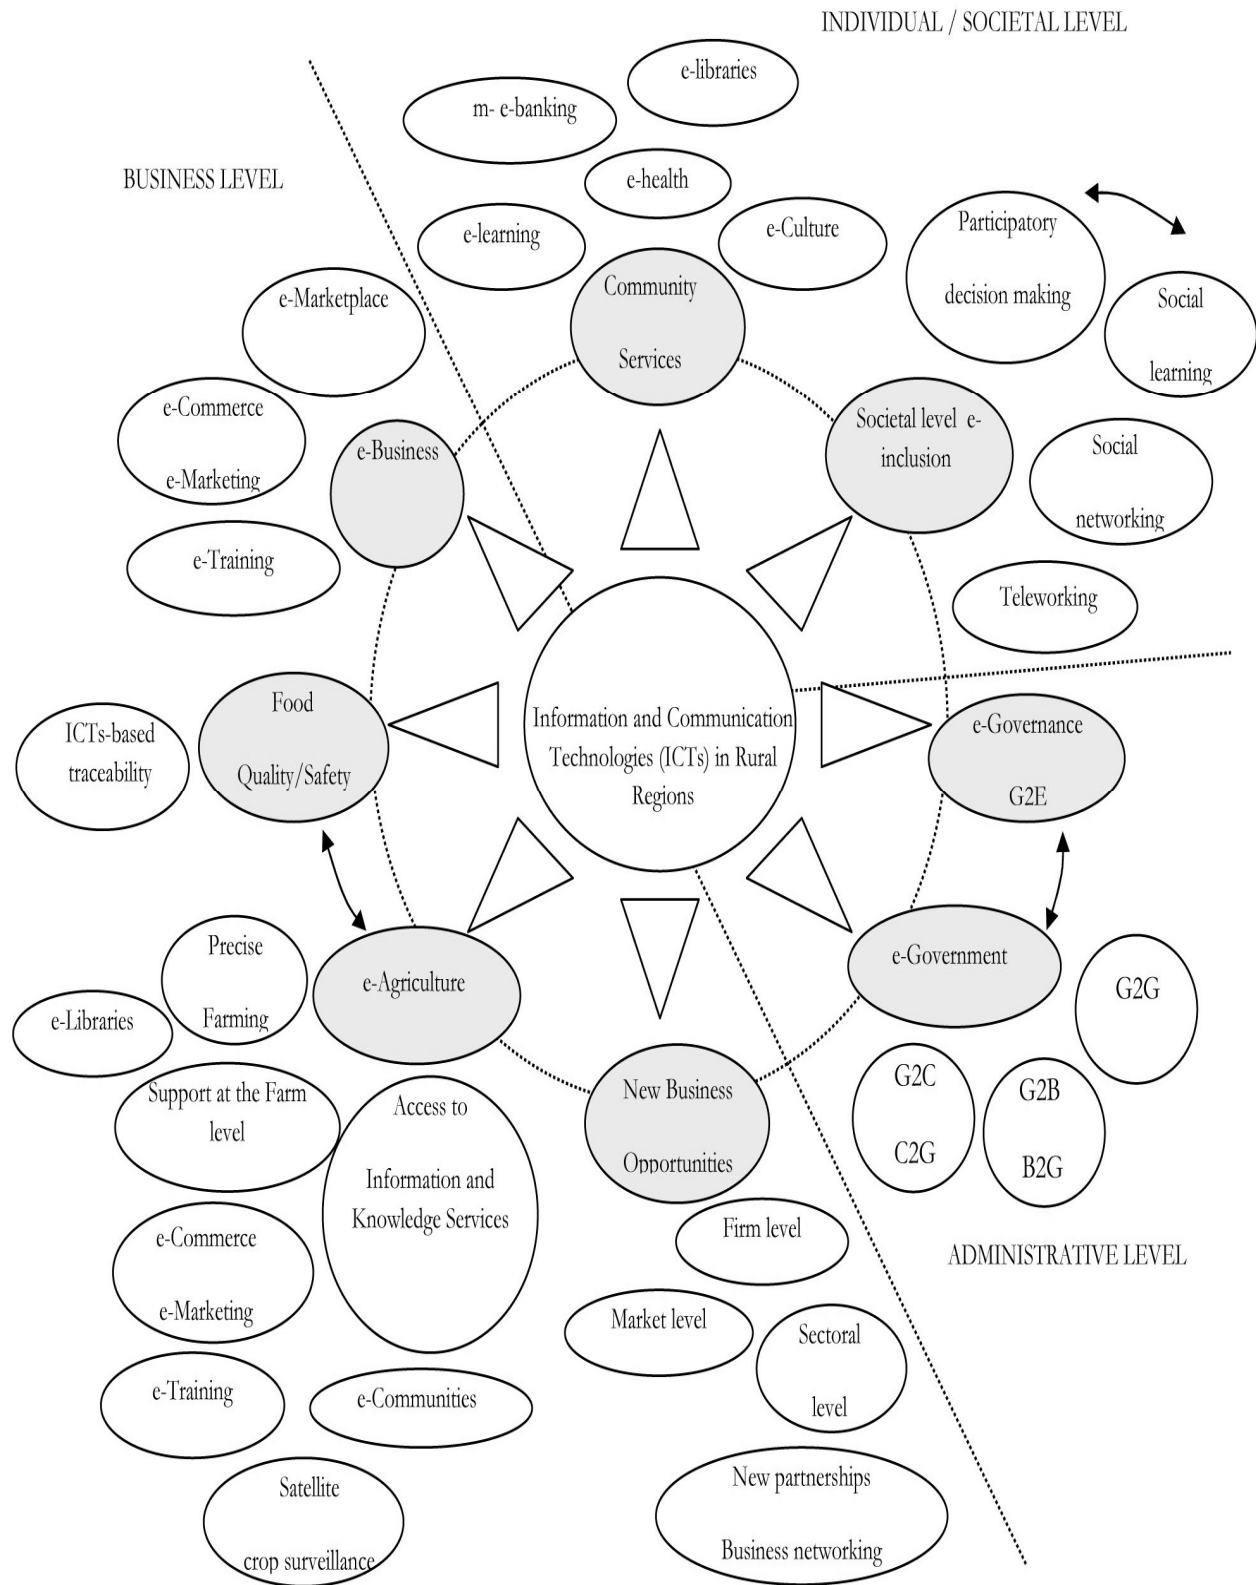 INDIVIDUAL / SOCIETAL LEVEL
e-libraries
m- e-banking
BUSINESS LEVEL
e-health
e-learning
e-Culture
Participatory
decision making
Community
Services
e-Marketplace
Social
learning
e-Commerce
e-Marketing
e-Business
Societal level e-
inclusion
Social
networking
e-Training
Teleworking
Food
Quality/Safety
ICTs-based
traceability
Information and Communication
Technologies (ICTs) in Rural
Regions
e-Governance
G2E
Precise
Farming
e-Agriculture
e-Government
G2G
e-Libraries
Support at the Farm
level
Access to
Information and
Knowledge Services
New Business
Opportunities
G2C
C2G
G2B
B2G
e-Commerce
e-Marketing
Firm level
ADMINISTRATIVE LEVEL
Market level
Sectoral
level
e-Training
e-Communities
Satellite
crop surveillance
New partnerships
Business networking